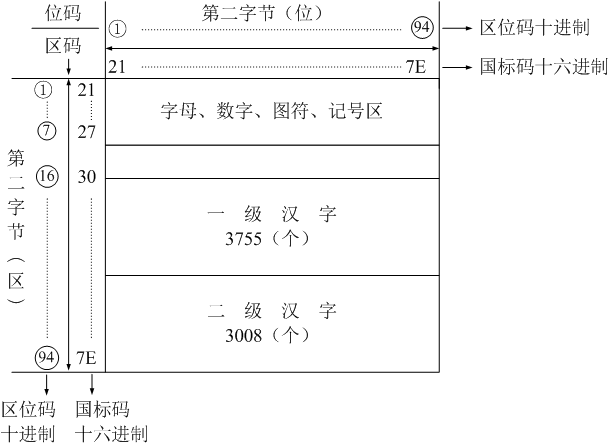 位码
第二字节（位）
① 94 区位码十进制
区码
21 7E 国标码十六进制
① 21
字母、数字、图符、记号区
⑦ 27
第二字节（区）
⑯ 30
一级汉字
3755（个）
二级汉字
3008（个）
94 7E
区位码 国标码
十进制 十六进制